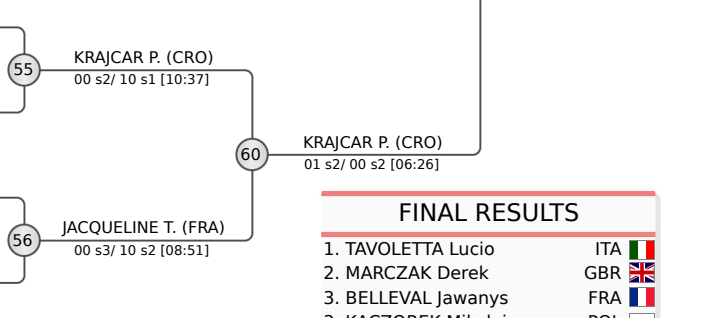 KRAJCAR P. (CRO)
55
00 s2/ 10 s1 [10:37]
KRAJCAR P. (CRO)
60
01 s2/ 00 s2 [06:26]
JACQUELINE T. (FRA)
56
00 s3/ 10 s2 [08:51]
FINAL RESULTS
1. TAVOLETTA Lucio ITA
2. MARCZAK Derek GBR
3. BELLEVAL Jawanys FRA